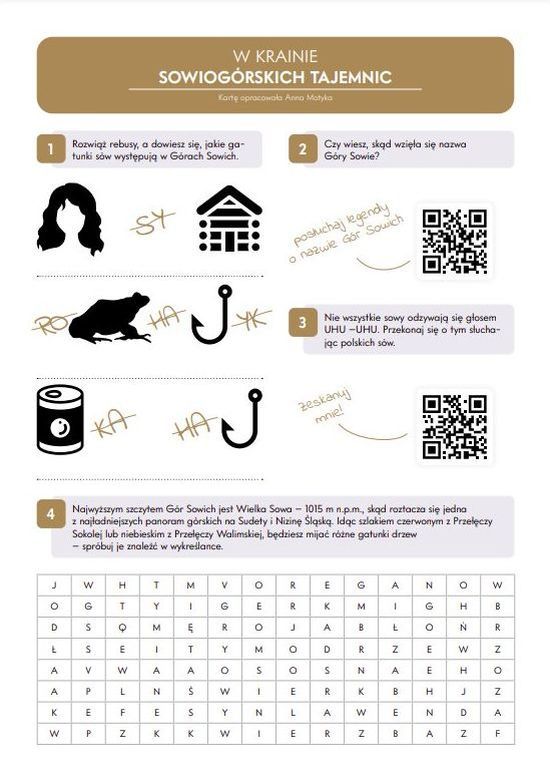 W KRAINIE
SOWIOGÓRSKICH TAJEMNIC
Kartę opracowała Anna Motyka
1
Rozwiąż rebusy, a dowiesz się, jakie ga-
tunki sów występują w Górach Sowich.
SY
RO HA YK
KA HA
2
Czy wiesz, skąd wzięła się nazwa
Góry Sowie?
posłuchaj legendy
o nazwie Gór Sowich
3
Nie wszystkie sowy odzywają się głosem
UHU –UHU. Przekonaj się o tym słucha-
jąc polskich sów.
zeskanuj
mnie!
4
Najwyższym szczytem Gór Sowich jest Wielka Sowa – 1015 m n.p.m., skąd roztacza się jedna
z najładniejszych panoram górskich na Sudety i Nizinę Śląską. Idąc szlakiem czerwonym z Przełęczy
Sokolej lub niebieskim z Przełęczy Walimskiej, będziesz mijać różne gatunki drzew
– spróbuj je znaleźć w wykreślance.
J W H T M V O R E G A N O W
O G T Y I G E R K M I G H B
D S Q M Ę R O J A B Ł O Ń R
Ł S E I T Y M O D R Z E W Z
A V W A A O S O S N A E H O
A P L N Ś W I E R K B H J Z
K E F E S Y N L A W E N D A
W P Z K K W I E R Z B A Z F